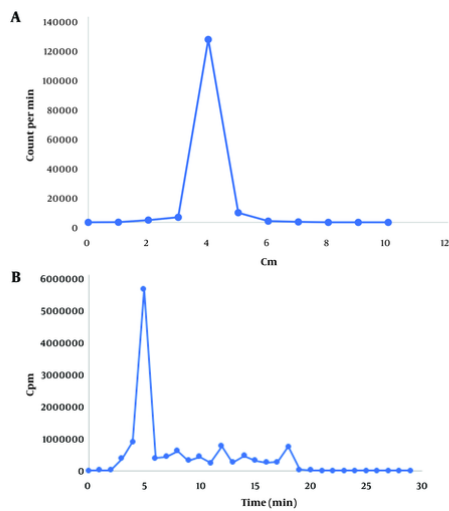 A
140000
120000
100000
80000
60000
40000
20000
0
Count per min
0 2 4 6 8 10 12
Cm
B
6000000
5000000
4000000
3000000
2000000
1000000
0
Cpm
0 5 10 15 20 25 30
Time (min)